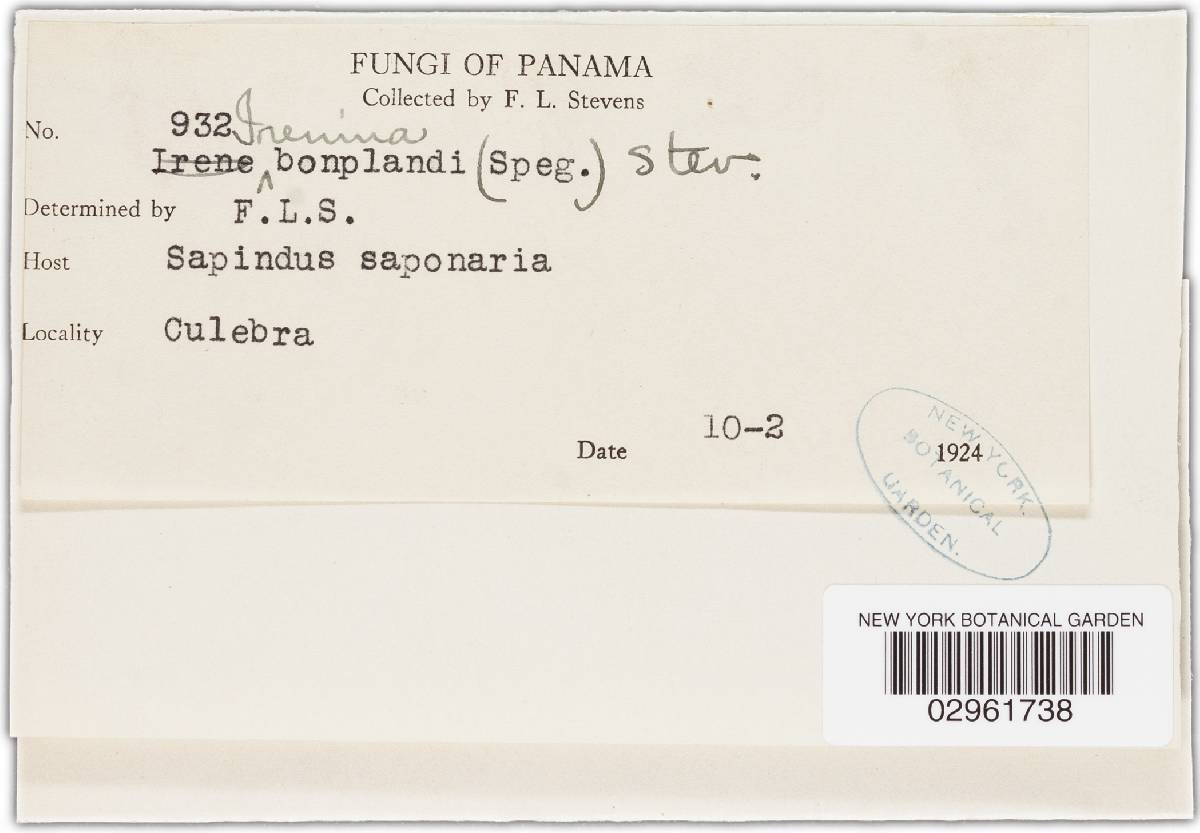 FUNGI OF PANAMA
Collected by F. L. Stevens
No. 932 Irenina
Irene bonplandi (Speg.) Stev.
Determined by F.L.S.
Host Sapindus saponaria
Locality Culebra
Date 10-2 1924
NEW YORK
BOTANICAL
GARDEN.
NEW YORK BOTANICAL GARDEN
02961738